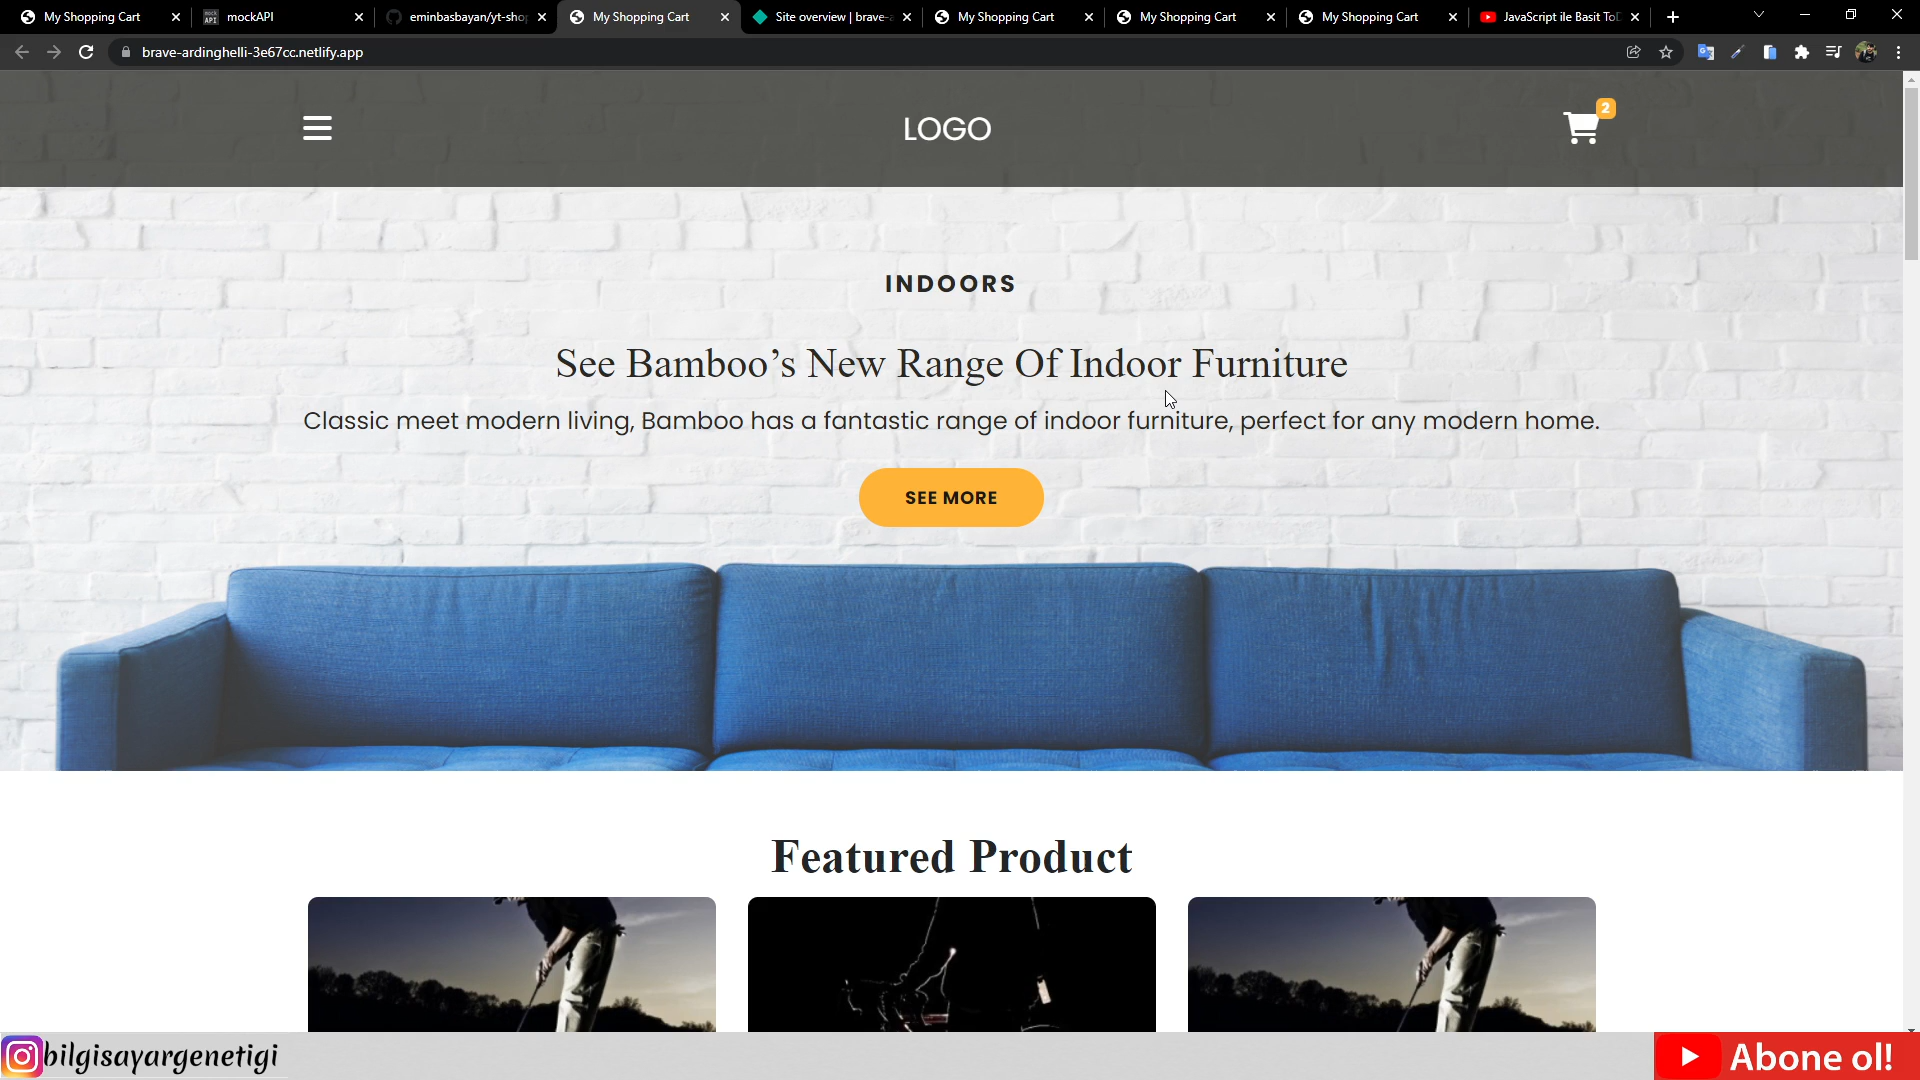 My Shopping Cart
mockAPI
eminbasbayan/yt-shop
My Shopping Cart
Site overview | brave-a
My Shopping Cart
My Shopping Cart
My Shopping Cart
JavaScript ile Basit ToD
brave-ardinghelli-3e67cc.netlify.app
LOGO
2
INDOORS
See Bamboo’s New Range Of Indoor Furniture
Classic meet modern living, Bamboo has a fantastic range of indoor furniture, perfect for any modern home.
SEE MORE
Featured Product
bilgisayargenetigi
Abone ol!